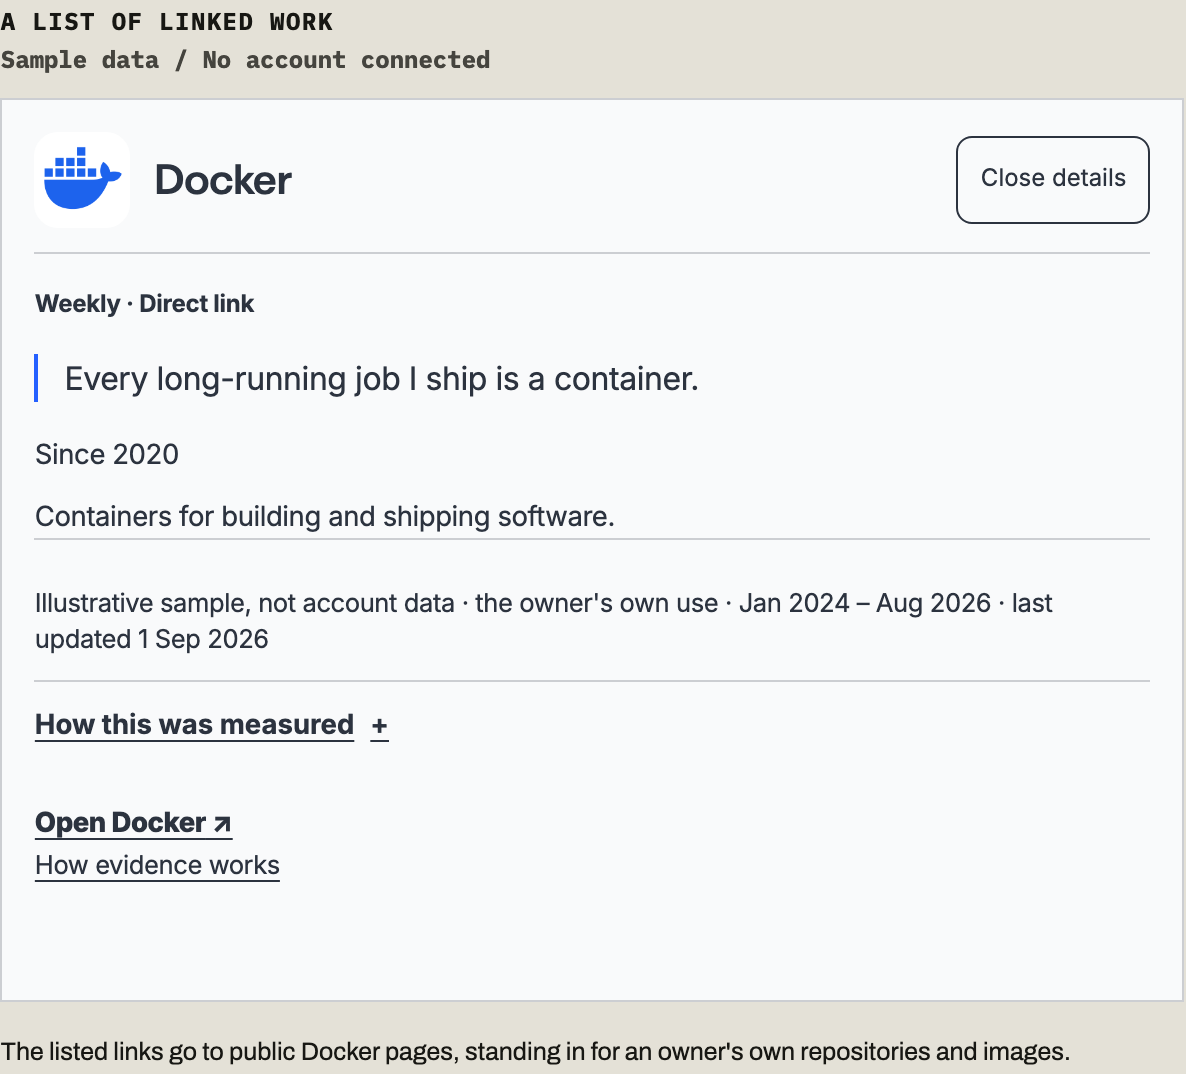 A LIST OF LINKED WORK
Sample data / No account connected
Docker
Close details
Weekly · Direct link
Every long-running job I ship is a container.
Since 2020
Containers for building and shipping software.
Illustrative sample, not account data · the owner's own use · Jan 2024 – Aug 2026 · last
updated 1 Sep 2026
How this was measured +
Open Docker ↗
How evidence works
The listed links go to public Docker pages, standing in for an owner's own repositories and images.